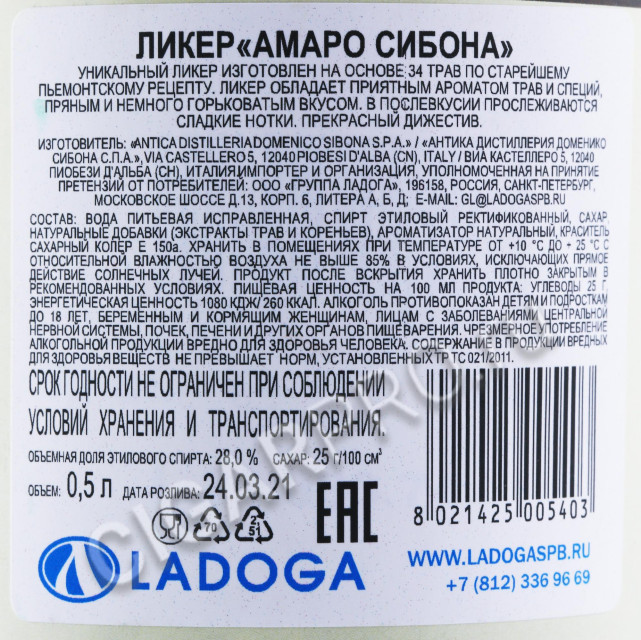 ЛИКЕР«АМАРО СИБОНА»
УНИКАЛЬНЫЙ ЛИКЕР ИЗГОТОВЛЕН НА ОСНОВЕ 34 ТРАВ ПО СТАРЕЙШЕМУ
ПЬЕМОНТСКОМУ РЕЦЕПТУ. ЛИКЕР ОБЛАДАЕТ ПРИЯТНЫМ АРОМАТОМ ТРАВ И СПЕЦИЙ,
ПРЯНЫМ И НЕМНОГО ГОРЬКОВАТЫМ ВКУСОМ. В ПОСЛЕВКУСИИ ПРОСЛЕЖИВАЮТСЯ
СЛАДКИЕ НОТКИ. ПРЕКРАСНЫЙ ДИЖЕСТИВ.
ИЗГОТОВИТЕЛЬ: «ANTICA DISTILLERIA DOMENICO SIBONA S.P.A.» / «АНТИКА ДИСТИЛЛЕРИЯ ДОМЕНИКО
СИБОНА С.П.А.», VIA CASTELLERO 5, 12040 PIOBESI D'ALBA (CN), ITALY / ВИА КАСТЕЛЛЕРО 5, 12040
ПИОБЕЗИ Д'АЛЬБА (CH), ИТАЛИЯ.ИМПОРТЕР И ОРГАНИЗАЦИЯ, УПОЛНОМОЧЕННАЯ НА ПРИНЯТИЕ
ПРЕТЕНЗИЙ ОТ ПОТРЕБИТЕЛЕЙ: ООО «ГРУППА ЛАДОГА», 196158, РОССИЯ, САНКТ-ПЕТЕРБУРГ,
МОСКОВСКОЕ ШОССЕ Д.13, КОРП. 6, ЛИТЕРА А, Б, Д; E-MAIL: GL@LADOGASPB.RU
СОСТАВ: ВОДА ПИТЬЕВАЯ ИСПРАВЛЕННАЯ, СПИРТ ЭТИЛОВЫЙ РЕКТИФИКОВАННЫЙ, САХАР,
НАТУРАЛЬНЫЕ ДОБАВКИ (ЭКСТРАКТЫ ТРАВ И КОРЕНЬЕВ), АРОМАТИЗАТОР НАТУРАЛЬНЫЙ, КРАСИТЕЛЬ
САХАРНЫЙ КОЛЕР Е 150а. ХРАНИТЬ В ПОМЕЩЕНИЯХ ПРИ ТЕМПЕРАТУРЕ ОТ +10 °С ДО + 25 °С С
ОТНОСИТЕЛЬНОЙ ВЛАЖНОСТЬЮ ВОЗДУХА НЕ ВЫШЕ 85% В УСЛОВИЯХ, ИСКЛЮЧАЮЩИХ ПРЯМОЕ
ДЕЙСТВИЕ СОЛНЕЧНЫХ ЛУЧЕЙ. ПРОДУКТ ПОСЛЕ ВСКРЫТИЯ ХРАНИТЬ ПЛОТНО ЗАКРЫТЫМ В
РЕКОМЕНДОВАННЫХ УСЛОВИЯХ. ПИЩЕВАЯ ЦЕННОСТЬ НА 100 МЛ ПРОДУКТА: УГЛЕВОДЫ 25 Г,
ЭНЕРГЕТИЧЕСКАЯ ЦЕННОСТЬ 1080 КДЖ/ 260 ККАЛ. АЛКОГОЛЬ ПРОТИВОПОКАЗАН ДЕТЯМ И ПОДРОСТКАМ
ДО 18 ЛЕТ, БЕРЕМЕННЫМ И КОРМЯЩИМ ЖЕНЩИНАМ, ЛИЦАМ С ЗАБОЛЕВАНИЯМИ ЦЕНТРАЛЬНОЙ
НЕРВНОЙ СИСТЕМЫ, ПОЧЕК, ПЕЧЕНИ И ДРУГИХ ОРГАНОВ ПИЩЕВАРЕНИЯ. ЧРЕЗМЕРНОЕ УПОТРЕБЛЕНИЕ
АЛКОГОЛЬНОЙ ПРОДУКЦИИ ВРЕДНО ДЛЯ ЗДОРОВЬЯ ЧЕЛОВЕКА. СОДЕРЖАНИЕ В ПРОДУКЦИИ ВРЕДНЫХ
ДЛЯ ЗДОРОВЬЯ ВЕЩЕСТВ НЕ ПРЕВЫШАЕТ НОРМ, УСТАНОВЛЕННЫХ ТР ТС 021/2011.
СРОК ГОДНОСТИ НЕ ОГРАНИЧЕН ПРИ СОБЛЮДЕНИИ
УСЛОВИЙ ХРАНЕНИЯ И ТРАНСПОРТИРОВАНИЯ.
ОБЪЕМНАЯ ДОЛЯ ЭТИЛОВОГО СПИРТА: 28,0 % САХАР: 25 Г/100 СМ³
ОБЪЕМ: 0,5 Л ДАТА РОЗЛИВА: 24.03.21
EAC
8 021425 005403
70
LADOGA
WWW.LADOGASPB.RU
+7 (812) 336 96 69
CIGARPRO.ru